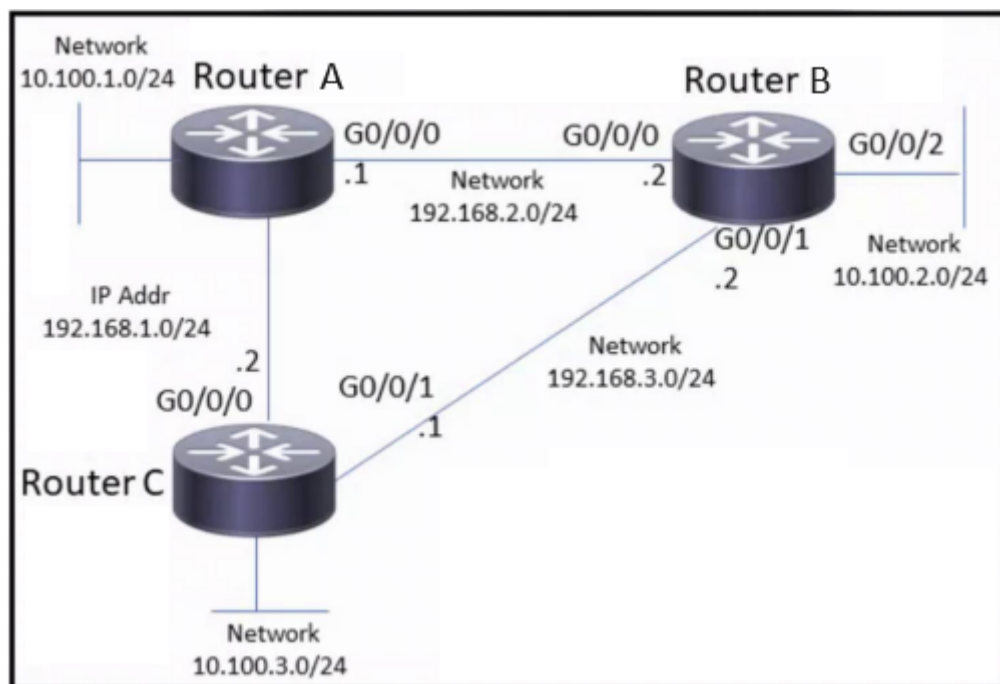 Network
10.100.1.0/24
Router A
Router B
G0/0/0
.1
G0/0/0
.2
G0/0/2
Network
192.168.2.0/24
G0/0/1
.2
Network
10.100.2.0/24
IP Addr
192.168.1.0/24
.2
G0/0/0
G0/0/1
.1
Network
192.168.3.0/24
Router C
Network
10.100.3.0/24